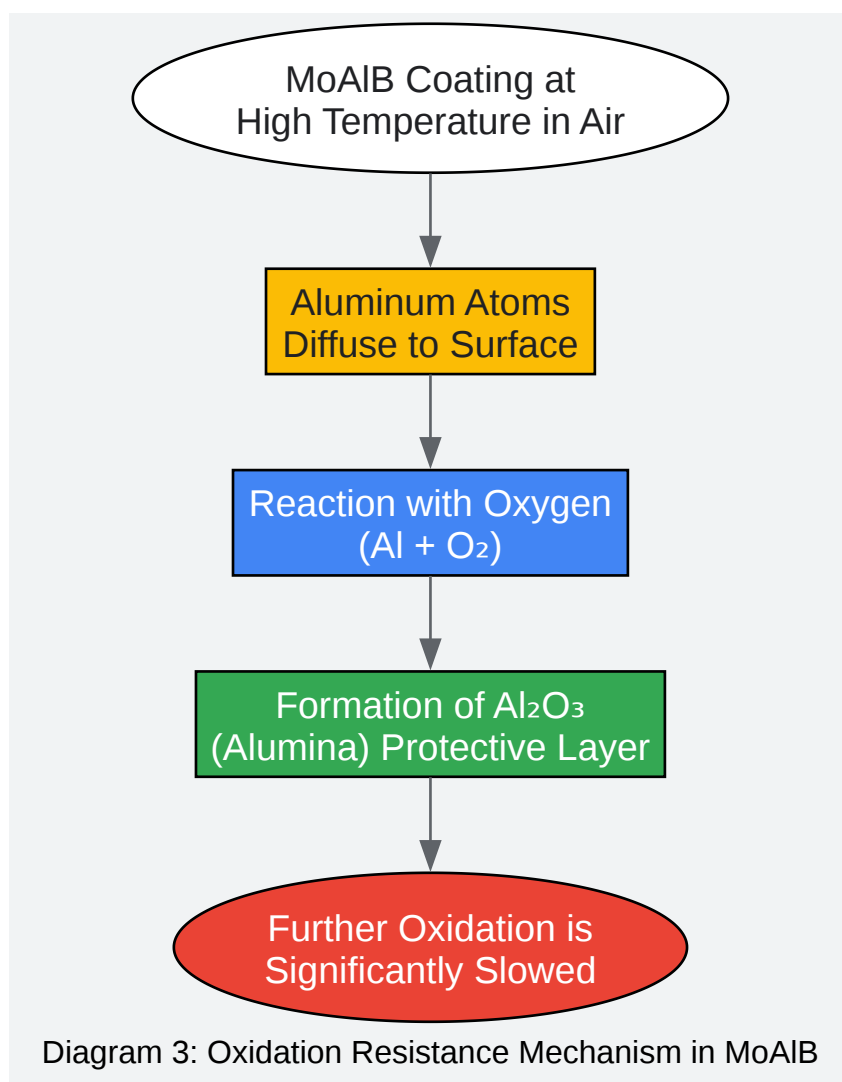 MoAlB Coating at
High Temperature in Air
Aluminum Atoms
Diffuse to Surface
Reaction with Oxygen
(Al + O₂)
Formation of Al₂O₃
(Alumina) Protective Layer
Further Oxidation is
Significantly Slowed
Diagram 3: Oxidation Resistance Mechanism in MoAlB